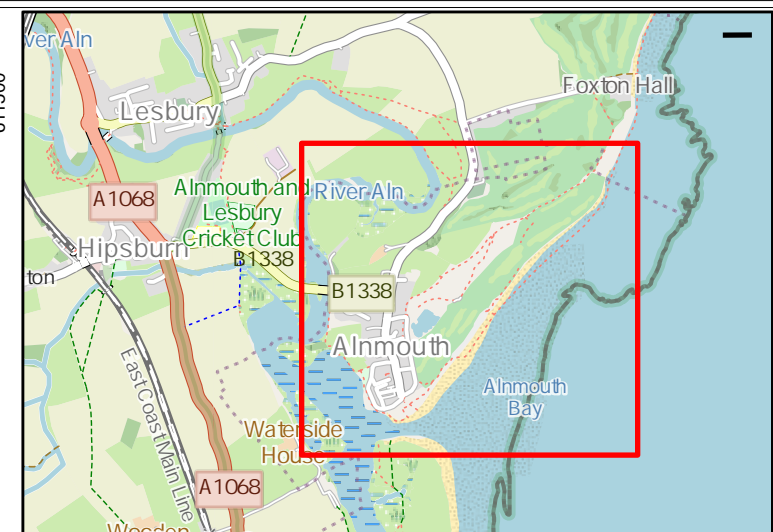 ver Aln
Foxton Hall
Lesbury
A1068
Alnmouth and
Lesbury
Cricket Club
River Aln
Hipsburn
B1338
ton
B1338
Alnmouth
East Coast Main Line
Alnmouth
Bay
Waterside
House
A1068